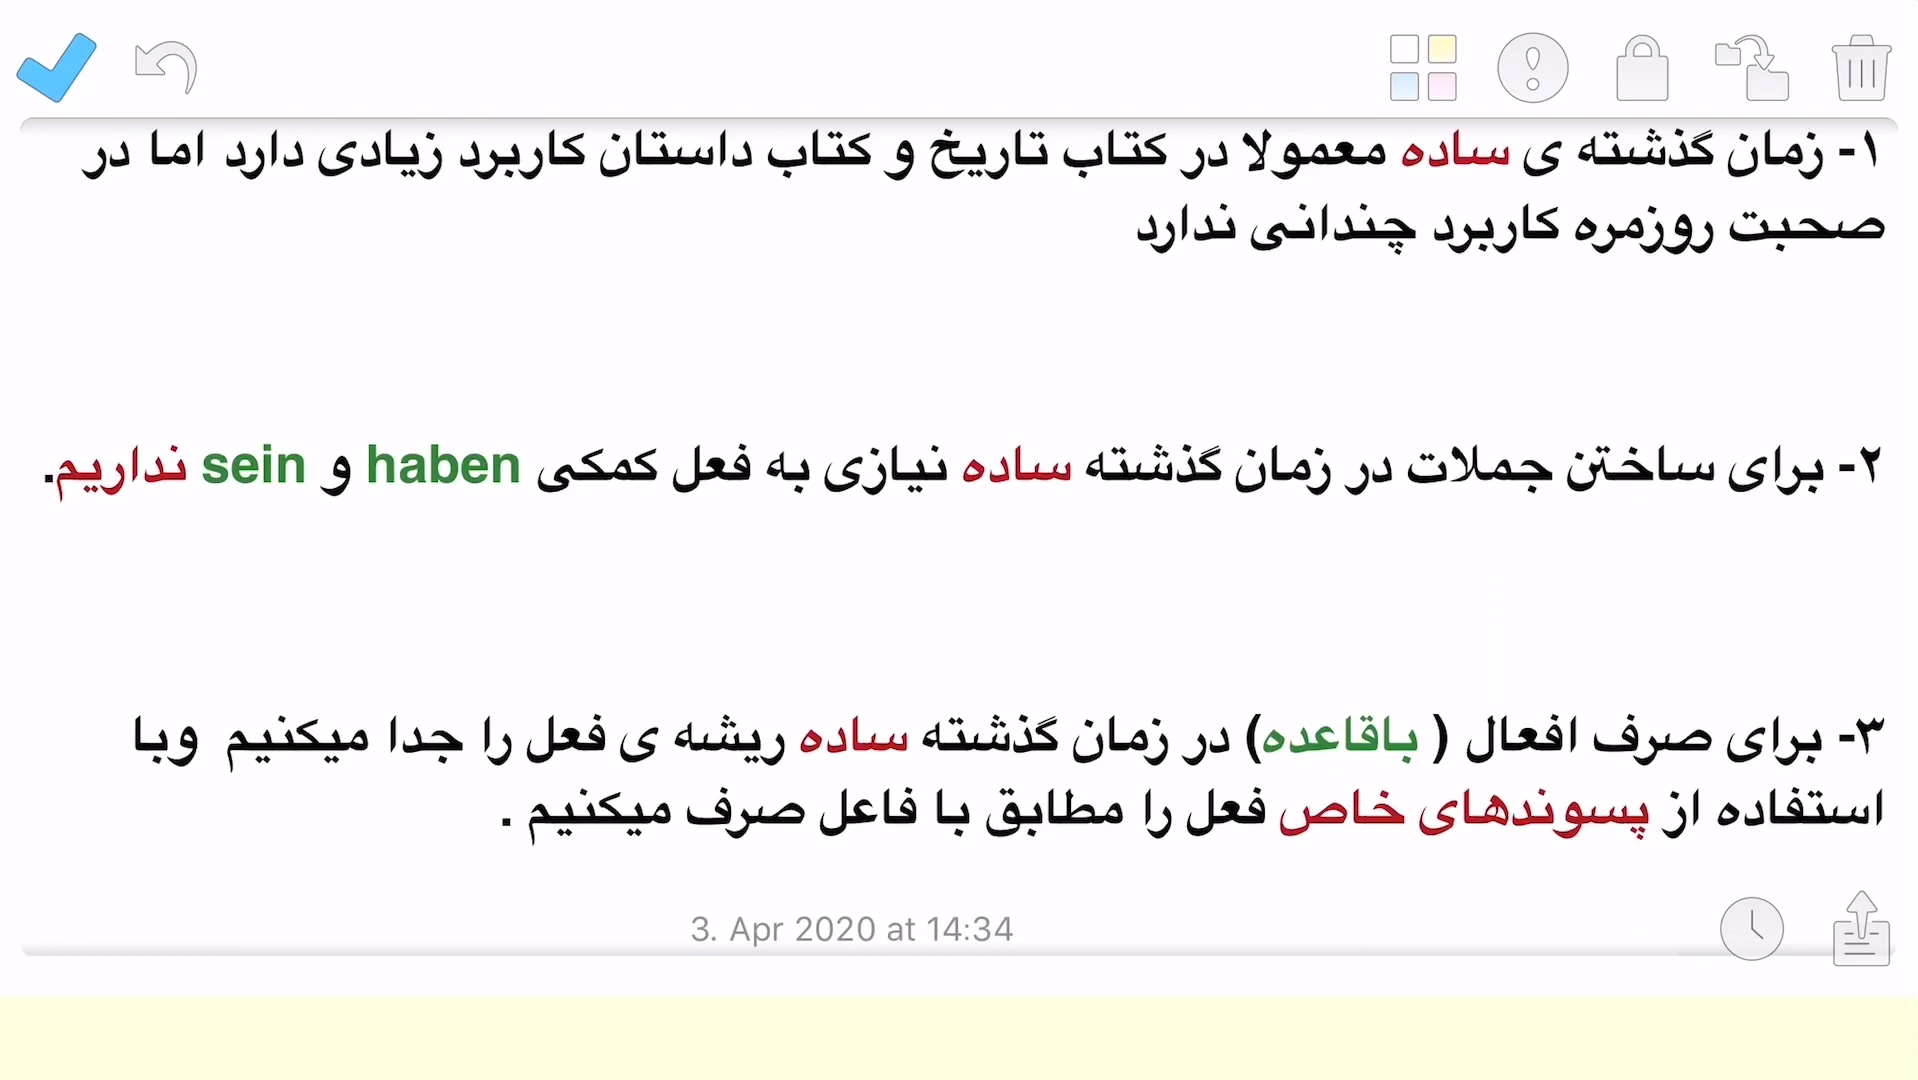 ۱- زمان گذشته ی ساده معمولا در کتاب تاریخ و کتاب داستان کاربرد زیادی دارد اما در
صحبت روزمره کاربرد چندانی ندارد
۲- برای ساختن جملات در زمان گذشته ساده نیازی به فعل کمکی haben و sein نداریم.
۳- برای صرف افعال ( باقاعده) در زمان گذشته ساده ریشه ی فعل را جدا میکنیم وبا
استفاده از پسوندهای خاص فعل را مطابق با فاعل صرف میکنیم .
3. Apr 2020 at 14:34